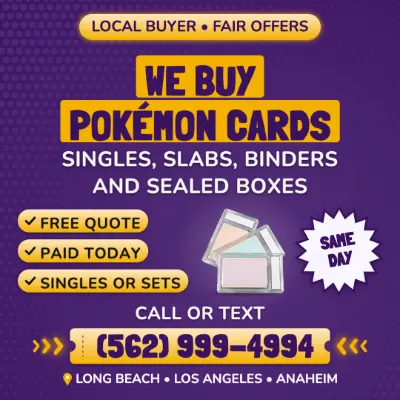 LOCAL BUYER • FAIR OFFERS
WE BUY
POKÉMON CARDS
SINGLES, SLABS, BINDERS
AND SEALED BOXES
FREE QUOTE
PAID TODAY
SINGLES OR SETS
SAME
DAY
CALL OR TEXT
(562) 999-4994
LONG BEACH • LOS ANGELES • ANAHEIM